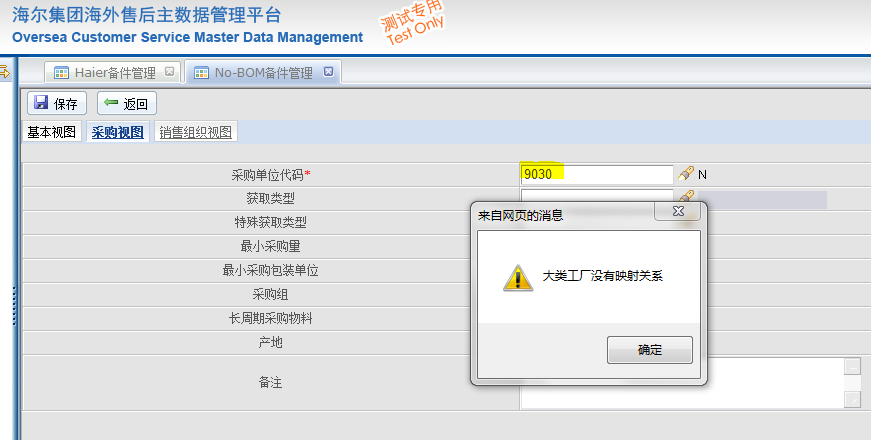 海尔集团海外售后主数据管理平台
Oversea Customer Service Master Data Management
测试专用
Test Only
Haier备件管理
No-BOM备件管理
保存
返回
基本视图
采购视图
销售组织视图
采购单位代码*
9030
N
获取类型
特殊获取类型
最小采购量
最小采购包装单位
采购组
长周期采购物料
产地
备注
来自网页的消息
大类工厂没有映射关系
确定